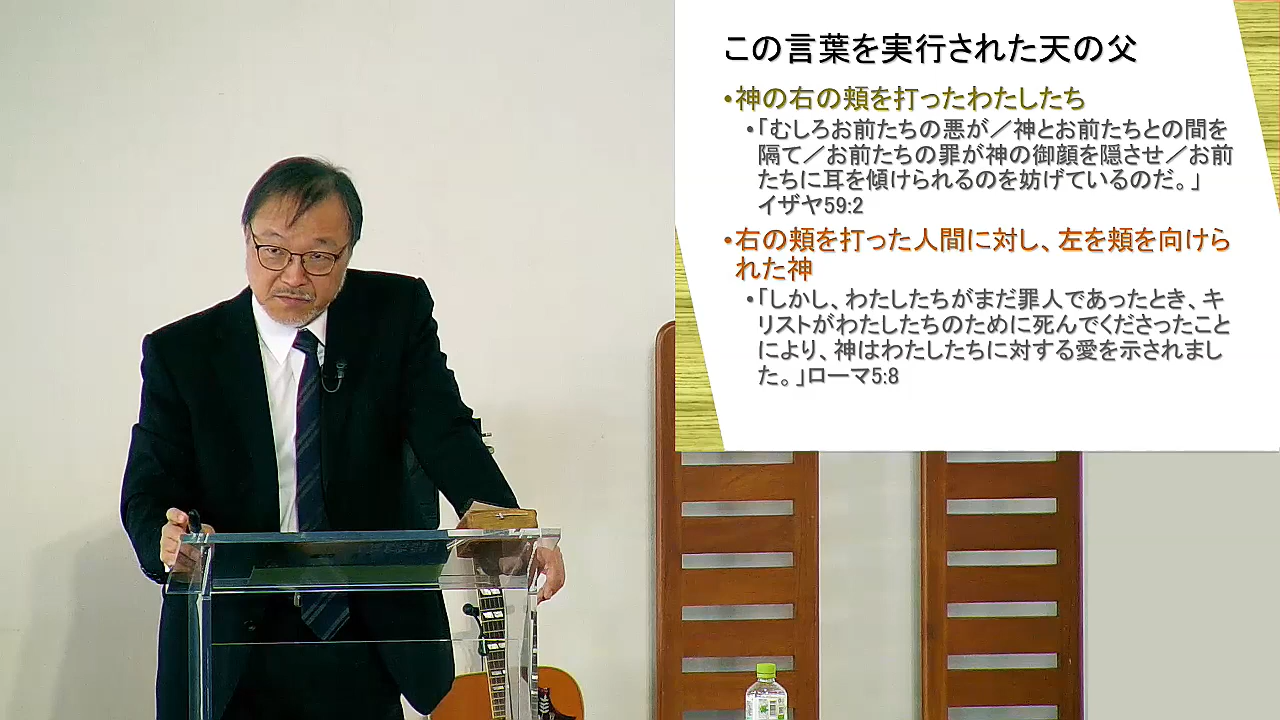 この言葉を実行された天の父
•神の右の頬を打ったわたしたち
•「むしろお前たちの悪が／神とお前たちとの間を
隔て／お前たちの罪が神の御顔を隠させ／お前
たちに耳を傾けられるのを妨げているのだ。」
イザヤ59:2
•右の頬を打った人間に対し、左を頬を向けら
れた神
•「しかし、わたしたちがまだ罪人であったとき、キ
リストがわたしたちのために死んでくださったこと
により、神はわたしたちに対する愛を示されまし
た。」ローマ5:8